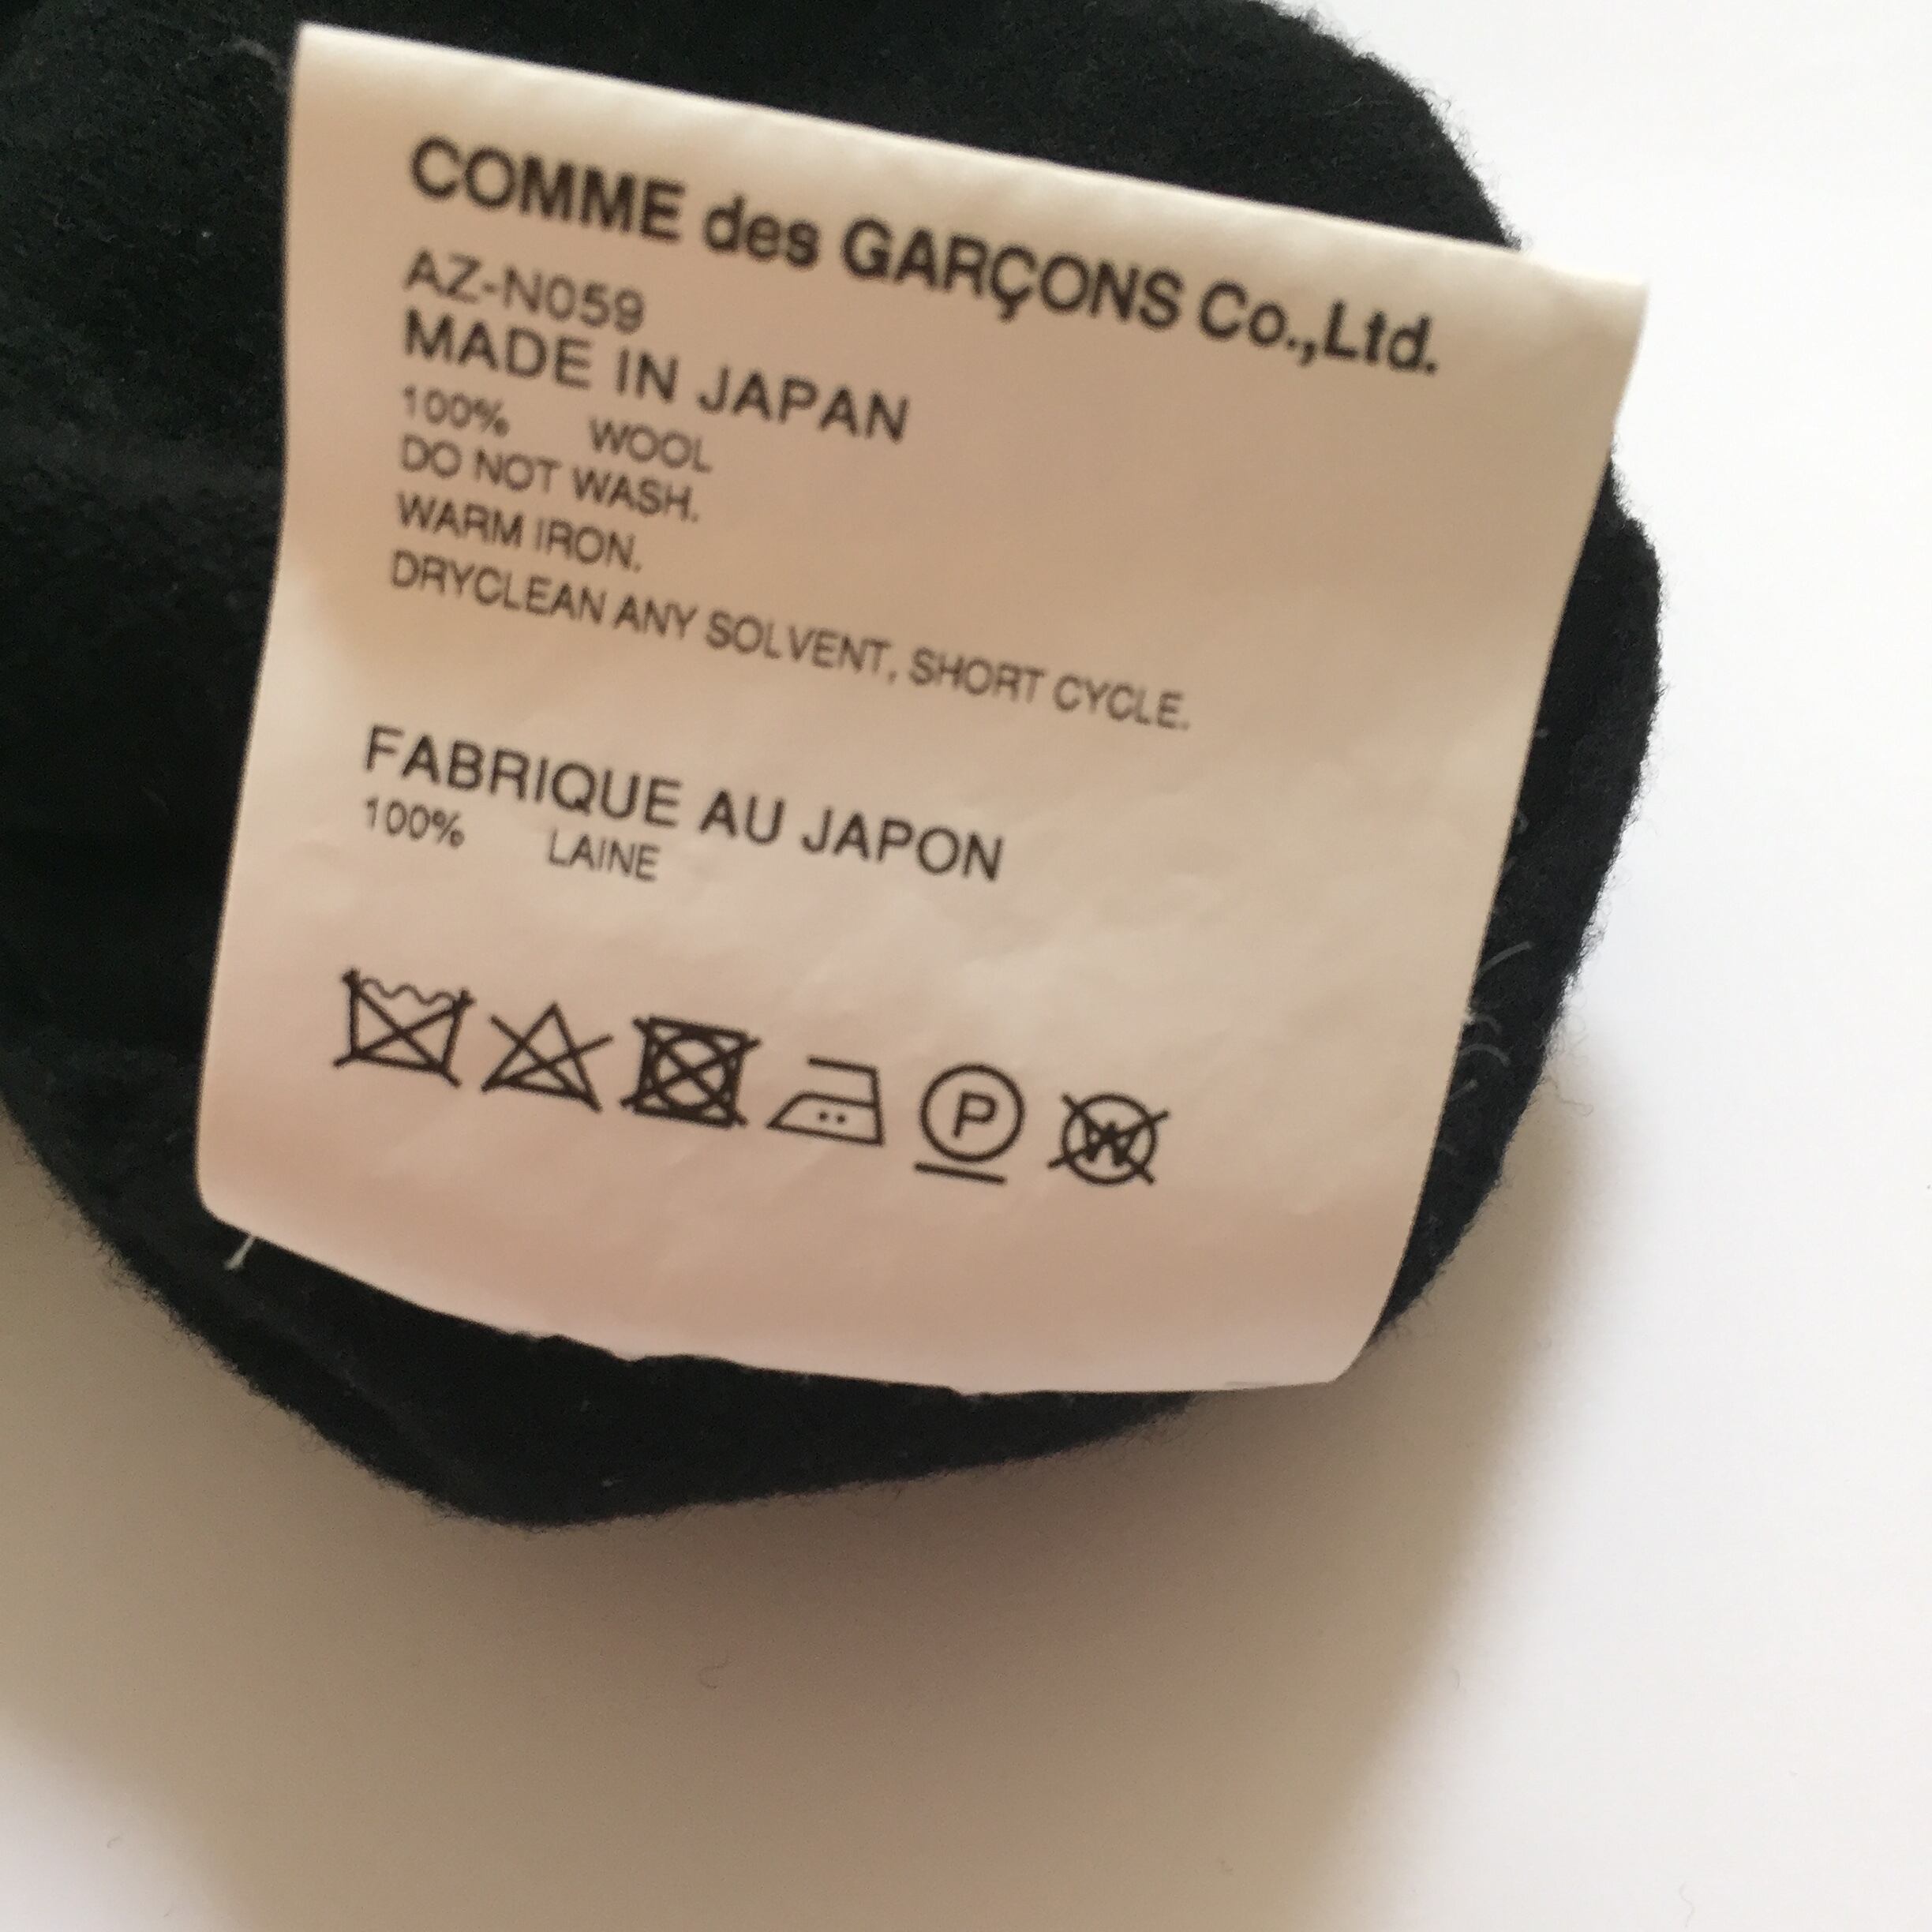 COMME des GARÇONS Co.,Ltd.
AZ-N059
MADE IN JAPAN
100% WOOL
DO NOT WASH.
WARM IRON.
DRYCLEAN ANY SOLVENT, SHORT CYCLE.
FABRIQUE AU JAPON
100% LAINE
P W